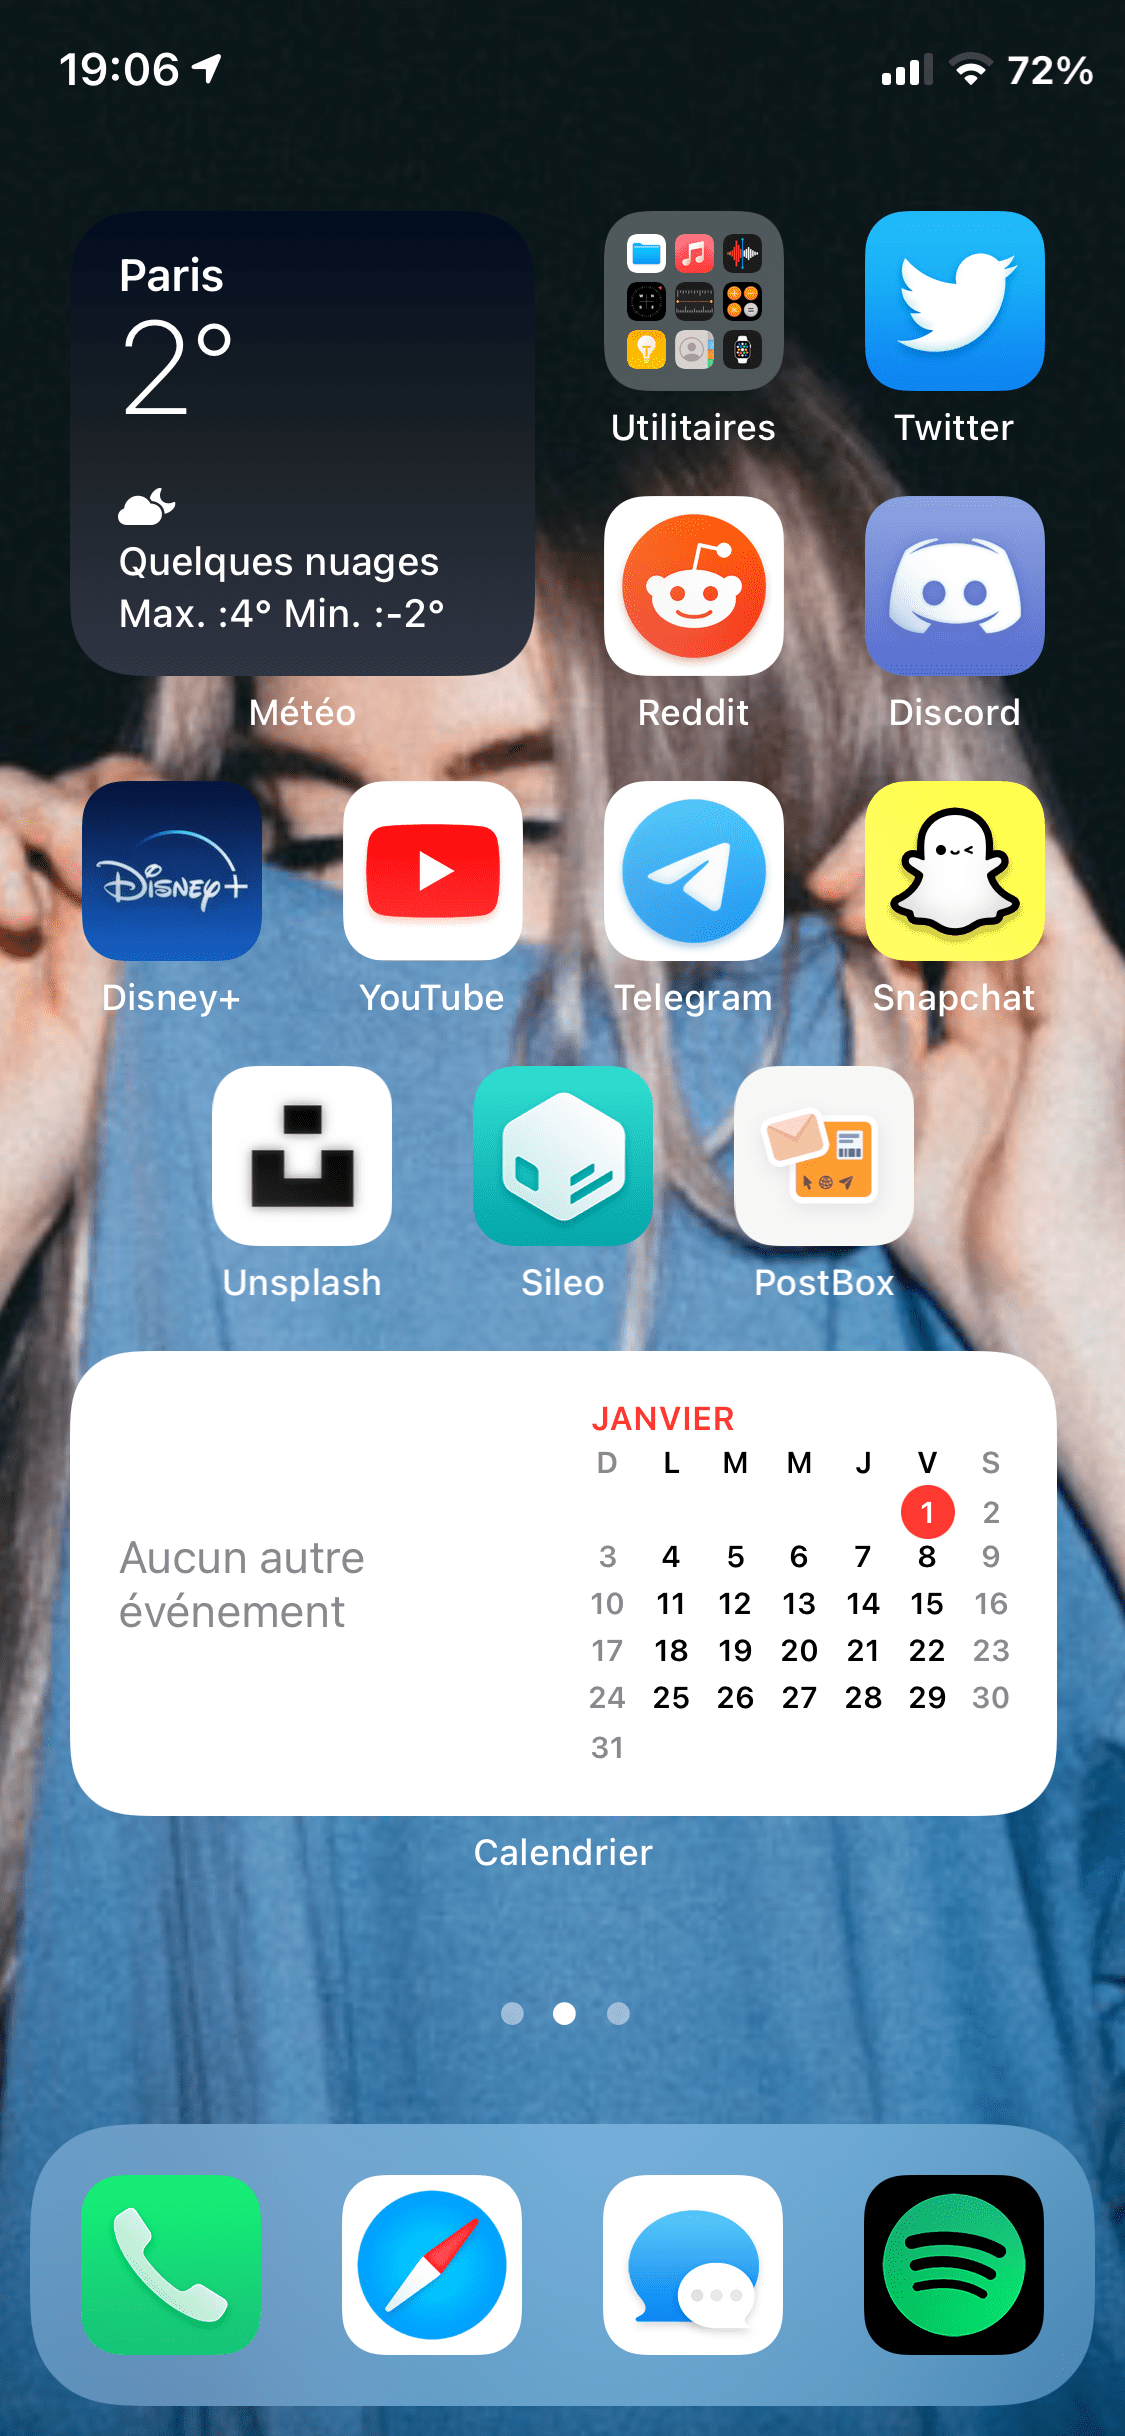 19:06
72%
Paris
2°
Quelques nuages
Max. :4° Min. :-2°
Météo
Utilitaires
Twitter
Reddit
Discord
Disney+
Disney+
YouTube
Telegram
Snapchat
Unsplash
Sileo
PostBox
Aucun autre
événement
JANVIER
D L M M J V S
1 2
3 4 5 6 7 8 9
10 11 12 13 14 15 16
17 18 19 20 21 22 23
24 25 26 27 28 29 30
31
Calendrier